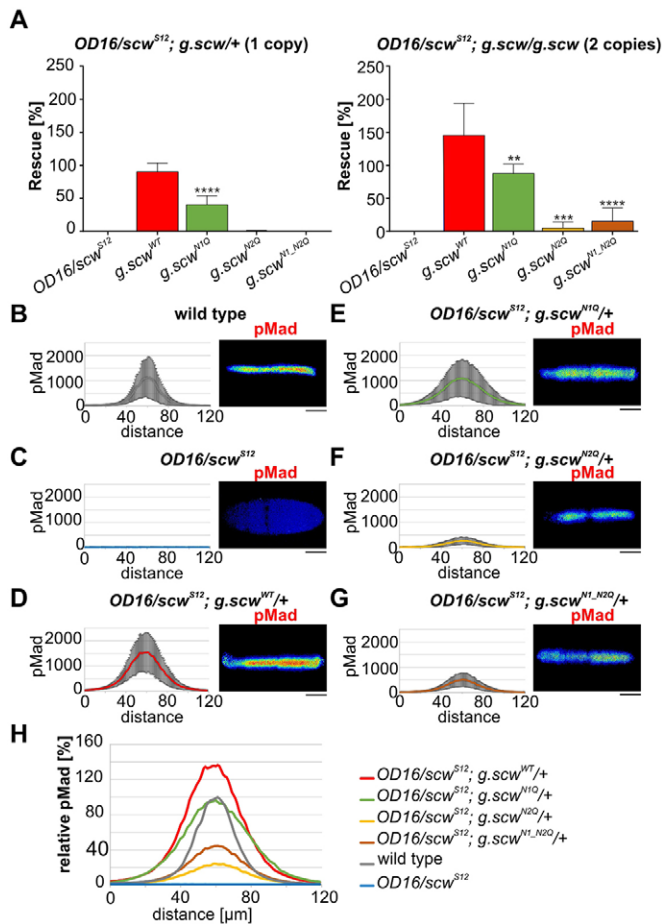 A
OD16/scw^S12; g.scw/+ (1 copy)
OD16/scw^S12; g.scw/g.scw (2 copies)
Rescue [%]
250
200
150
100
50
0
****
OD16/scw^S12
g.scw^WT
g.scw^N1Q
g.scw^N2Q
g.scw^N1_N2Q
Rescue [%]
250
200
150
100
50
0
**
***
****
OD16/scw^S12
g.scw^WT
g.scw^N1Q
g.scw^N2Q
g.scw^N1_N2Q
B
wild type
pMad
pMad
2000
1000
0
0 40 80 120
distance
E
OD16/scw^S12; g.scw^N1Q/+
pMad
pMad
2000
1000
0
0 40 80 120
distance
C
OD16/scw^S12
pMad
pMad
2000
1000
0
0 40 80 120
distance
F
OD16/scw^S12; g.scw^N2Q/+
pMad
pMad
2000
1000
0
0 40 80 120
distance
D
OD16/scw^S12; g.scw^WT/+
pMad
pMad
2000
1000
0
0 40 80 120
distance
G
OD16/scw^S12; g.scw^N1_N2Q/+
pMad
pMad
2000
1000
0
0 40 80 120
distance
H
relative pMad [%]
160
120
80
40
0
0 40 80 120
distance [µm]
OD16/scw^S12; g.scw^WT/+
OD16/scw^S12; g.scw^N1Q/+
OD16/scw^S12; g.scw^N2Q/+
OD16/scw^S12; g.scw^N1_N2Q/+
wild type
OD16/scw^S12